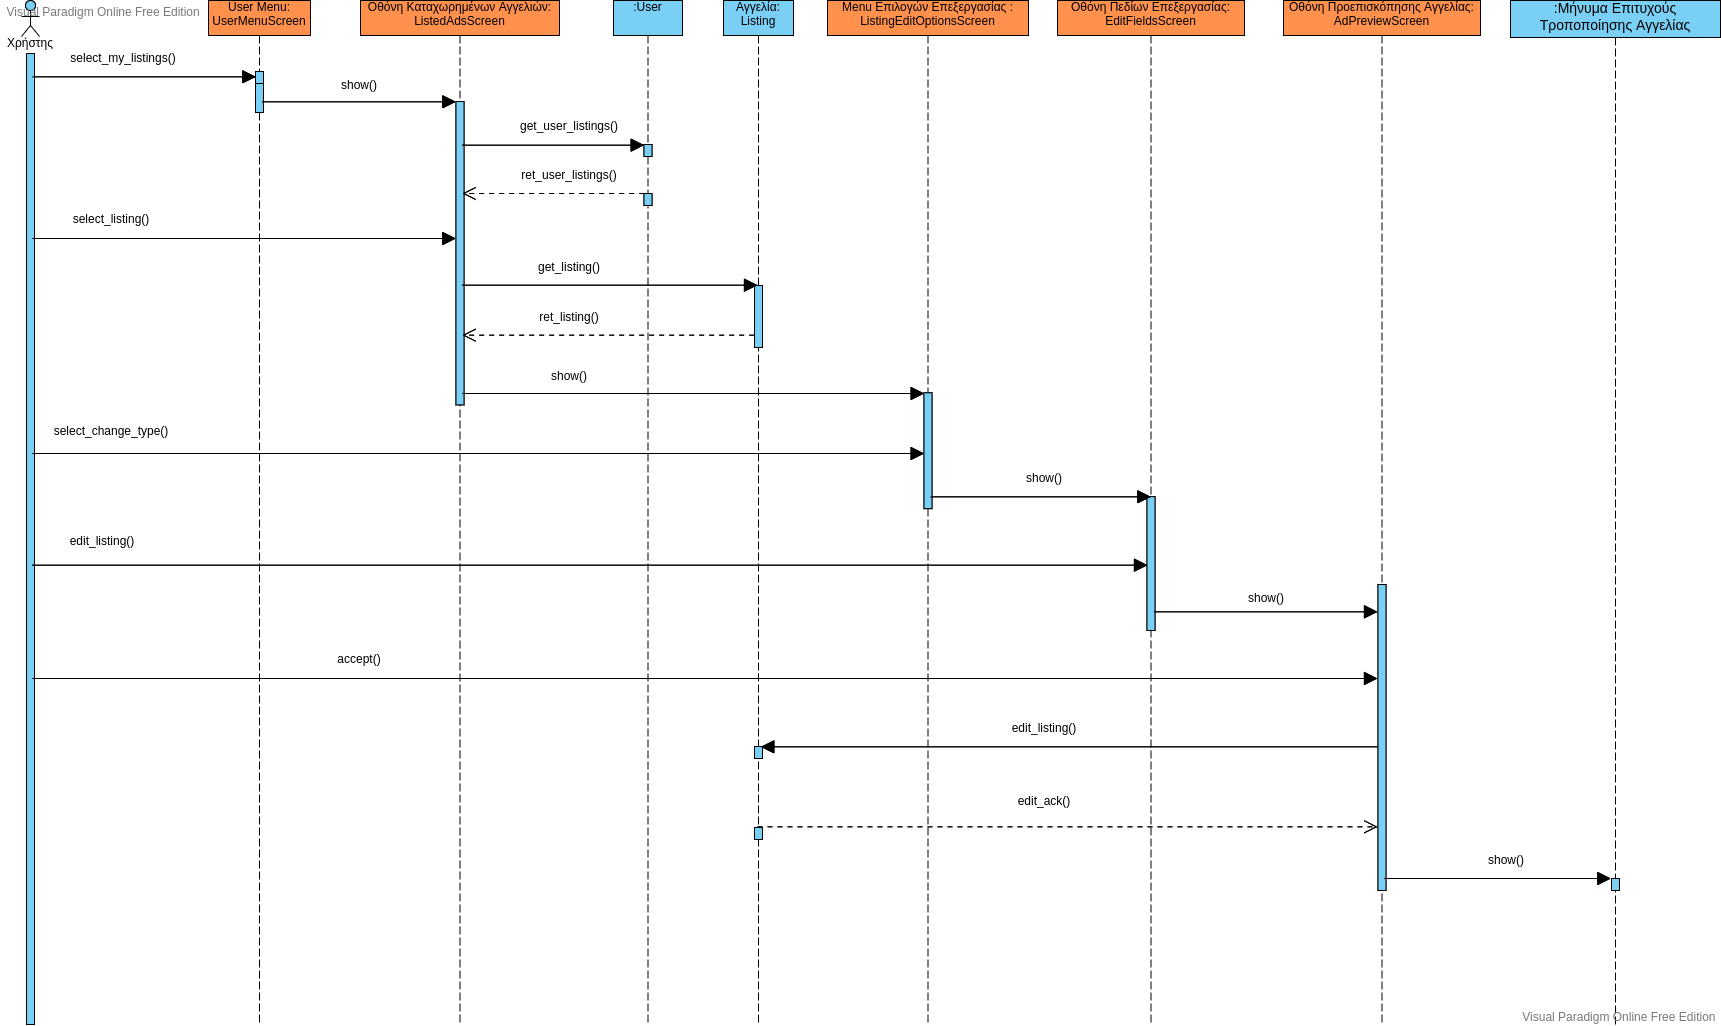 Visual Paradigm Online Free Edition
Χρήστης
User Menu:
UserMenuScreen
Οθόνη Καταχωρημένων Αγγελιών:
ListedAdsScreen
:User
Αγγελία:
Listing
Menu Επιλογών Επεξεργασίας :
ListingEditOptionsScreen
Οθόνη Πεδίων Επεξεργασίας:
EditFieldsScreen
Οθόνη Προεπισκόπησης Αγγελίας:
AdPreviewScreen
:Μήνυμα Επιτυχούς
Τροποποίησης Αγγελίας
select_my_listings()
show()
get_user_listings()
ret_user_listings()
select_listing()
get_listing()
ret_listing()
show()
select_change_type()
show()
edit_listing()
show()
accept()
edit_listing()
edit_ack()
show()
Visual Paradigm Online Free Edition